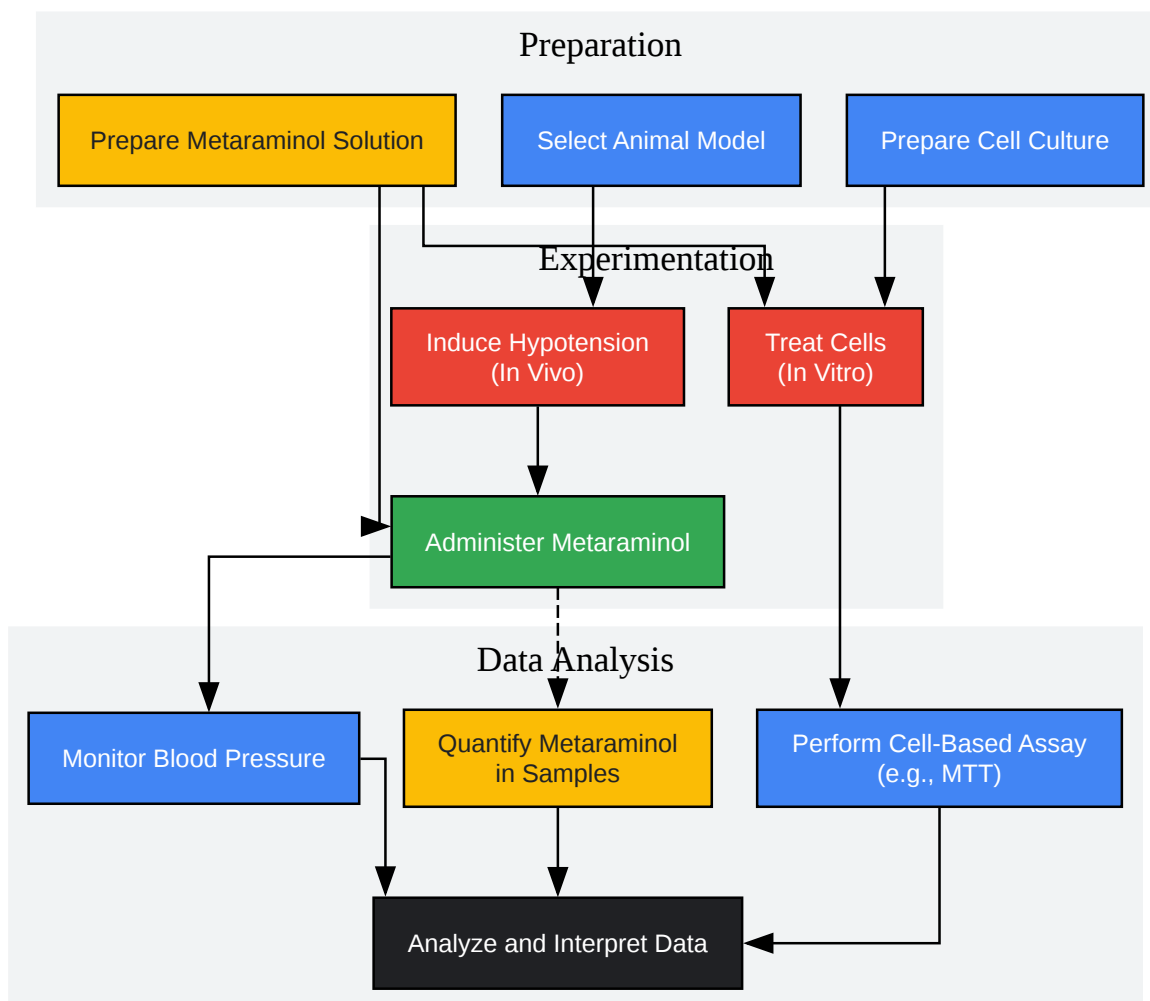 Preparation
Prepare Metaraminol Solution
Select Animal Model
Prepare Cell Culture
Experimentation
Induce Hypotension
(In Vivo)
Treat Cells
(In Vitro)
Administer Metaraminol
Data Analysis
Monitor Blood Pressure
Quantify Metaraminol
in Samples
Perform Cell-Based Assay
(e.g., MTT)
Analyze and Interpret Data